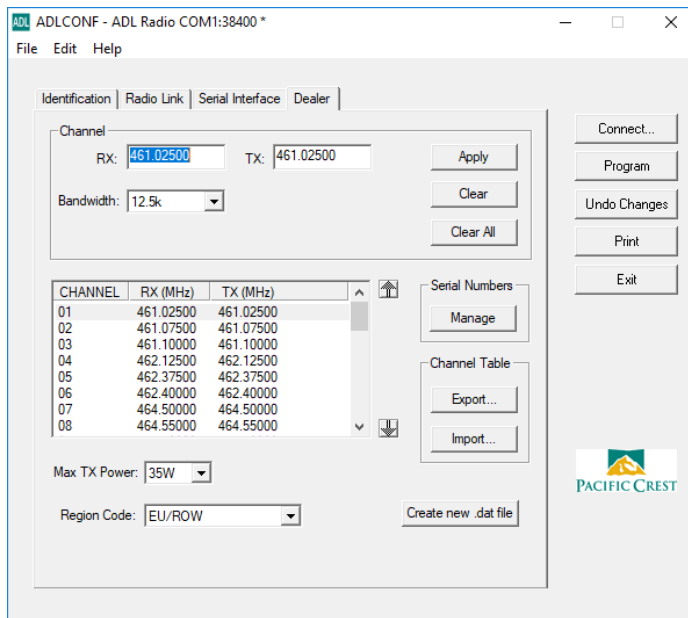 ADL ADLCONF - ADL Radio COM1:38400 *
File Edit Help
Identification Radio Link Serial Interface Dealer
Channel
RX: 461.02500 TX: 461.02500
Bandwidth: 12.5k
Apply
Clear
Clear All
CHANNEL RX (MHz) TX (MHz)
01 461.02500 461.02500
02 461.07500 461.07500
03 461.10000 461.10000
04 462.12500 462.12500
05 462.37500 462.37500
06 462.40000 462.40000
07 464.50000 464.50000
08 464.55000 464.55000
Serial Numbers
Manage
Channel Table
Export...
Import...
Max TX Power: 35W
Region Code: EU/ROW
Create new .dat file
Connect...
Program
Undo Changes
Print
Exit
PACIFIC CREST